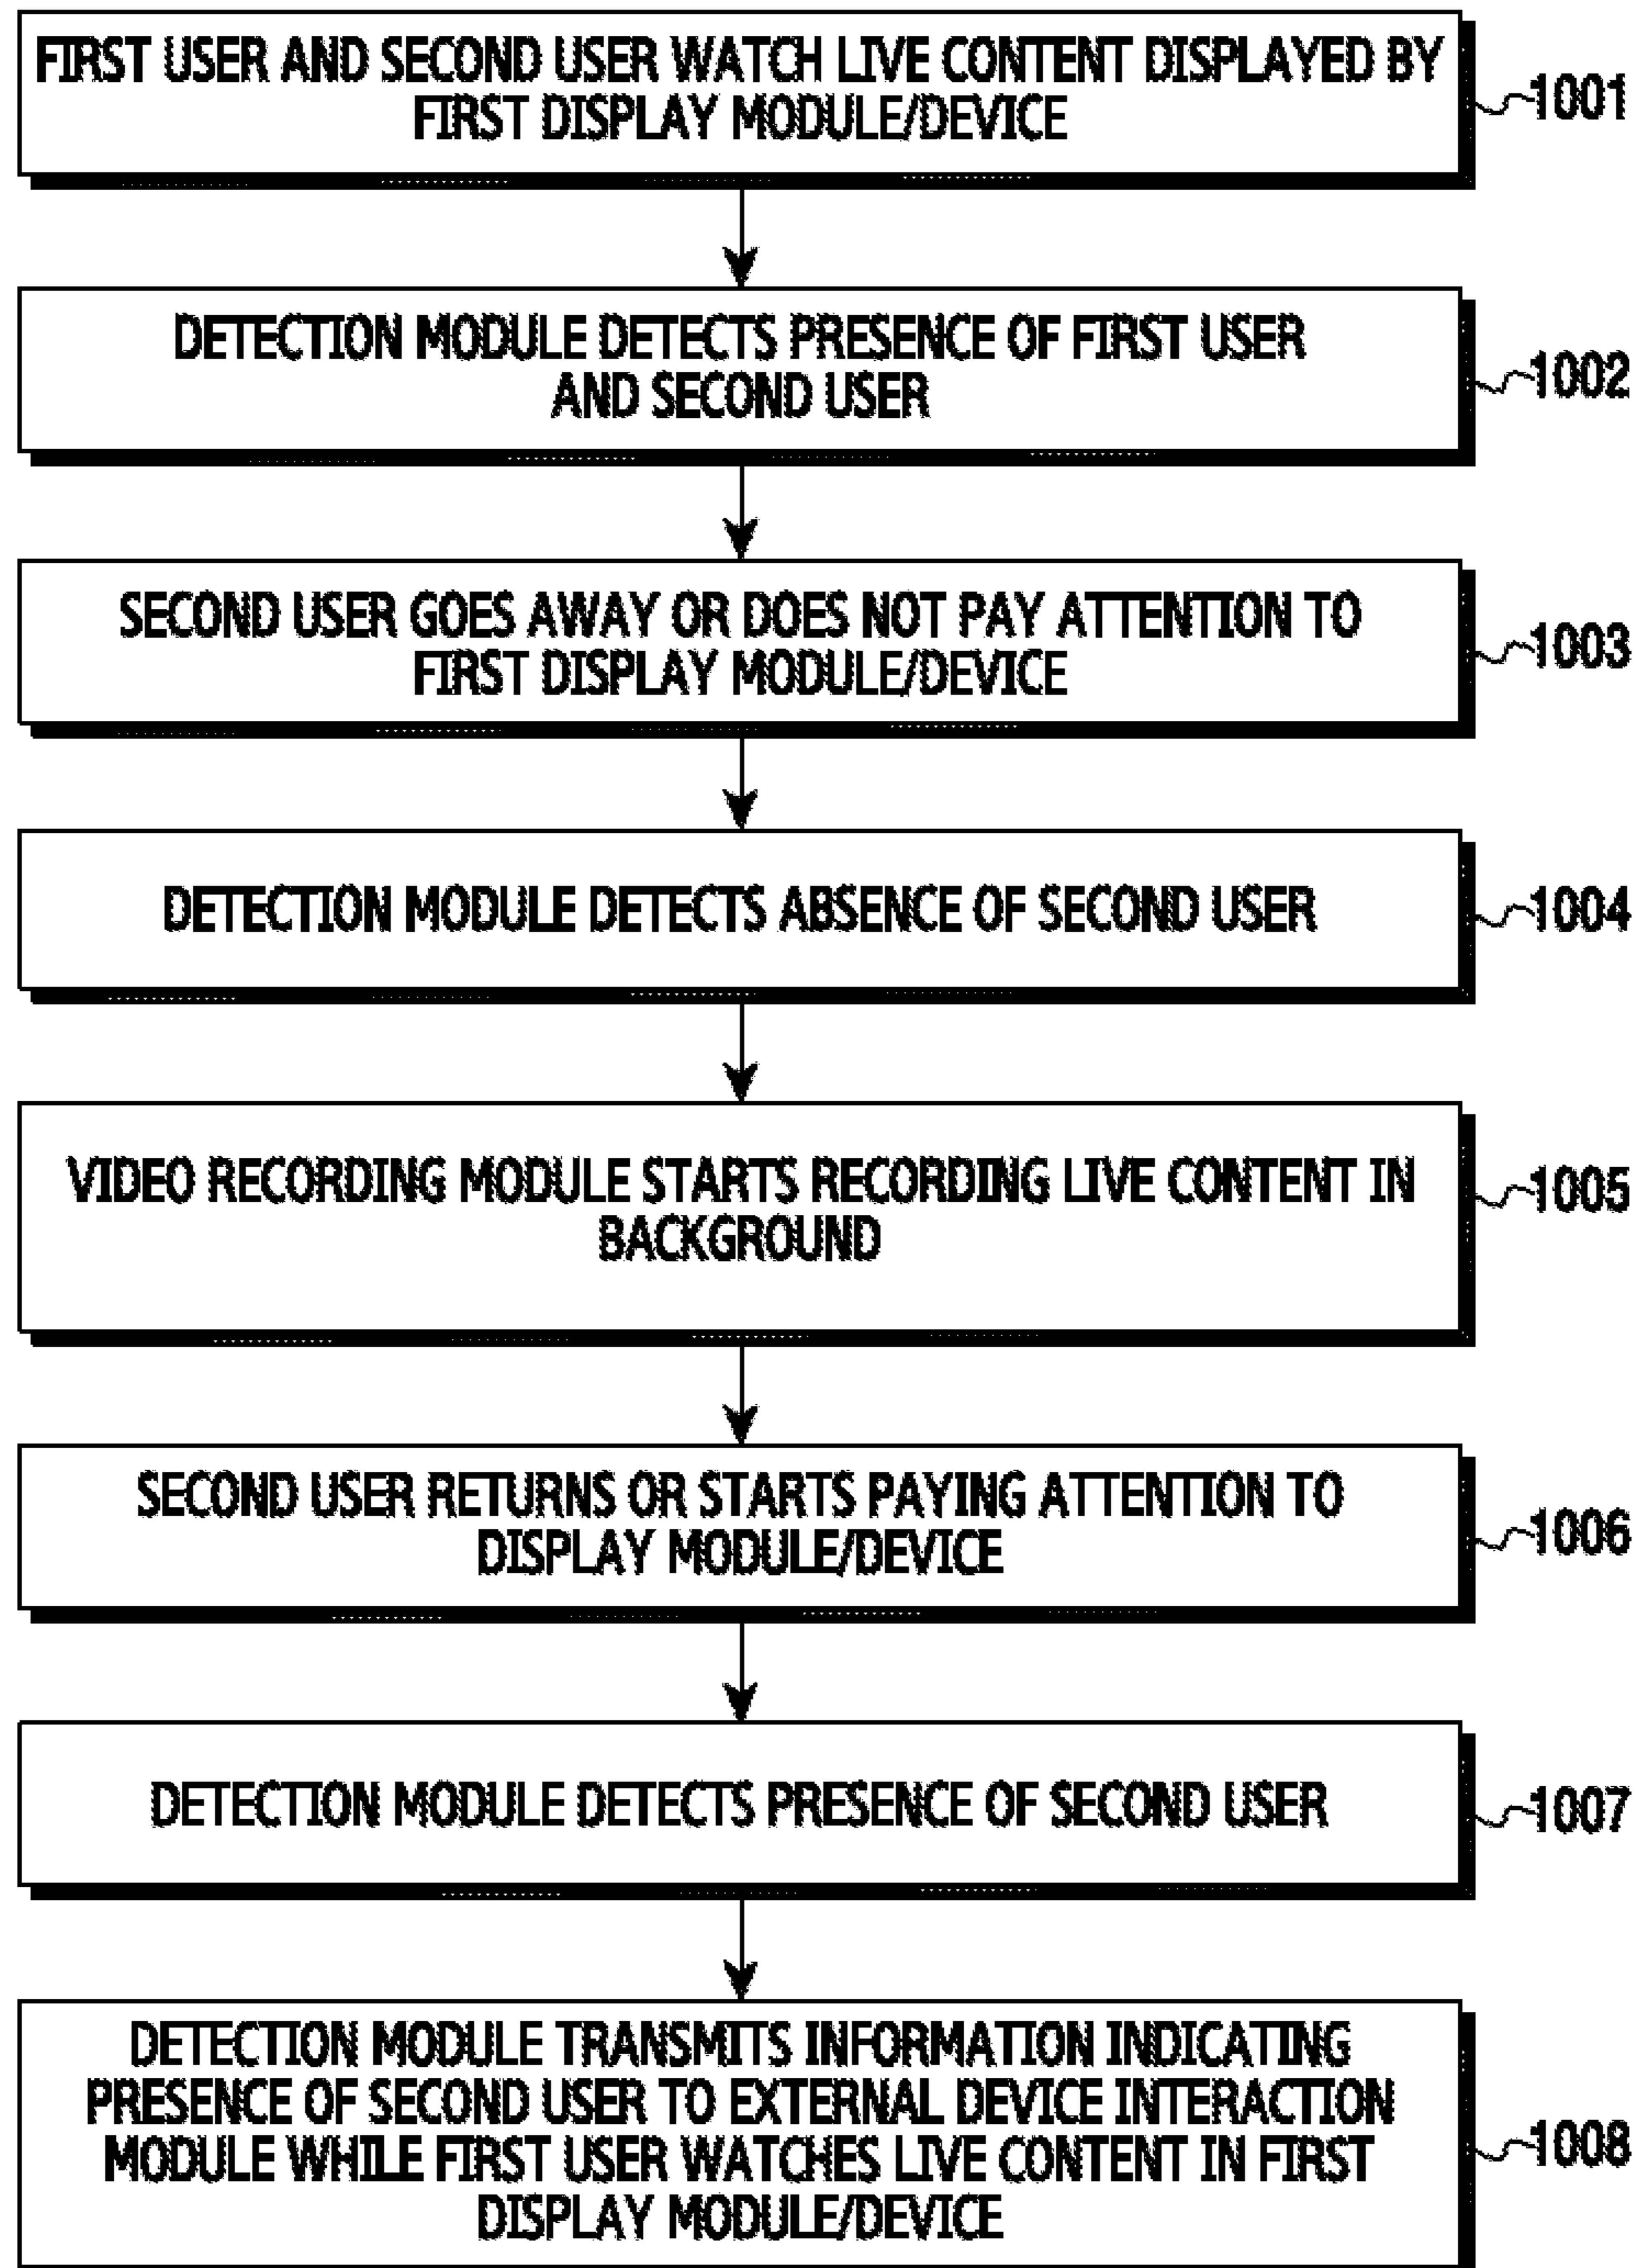 FIRST USER AND SECOND USER WATCH LIVE CONTENT DISPLAYED BY
FIRST DISPLAY MODULE/DEVICE
1001
DETECTION MODULE DETECTS PRESENCE OF FIRST USER
AND SECOND USER
1002
SECOND USER GOES AWAY OR DOES NOT PAY ATTENTION TO
FIRST DISPLAY MODULE/DEVICE
1003
DETECTION MODULE DETECTS ABSENCE OF SECOND USER
1004
VIDEO RECORDING MODULE STARTS RECORDING LIVE CONTENT IN
BACKGROUND
1005
SECOND USER RETURNS OR STARTS PAYING ATTENTION TO
DISPLAY MODULE/DEVICE
1006
DETECTION MODULE DETECTS PRESENCE OF SECOND USER
1007
DETECTION MODULE TRANSMITS INFORMATION INDICATING
PRESENCE OF SECOND USER TO EXTERNAL DEVICE INTERACTION
MODULE WHILE FIRST USER WATCHES LIVE CONTENT IN FIRST
DISPLAY MODULE/DEVICE
1008